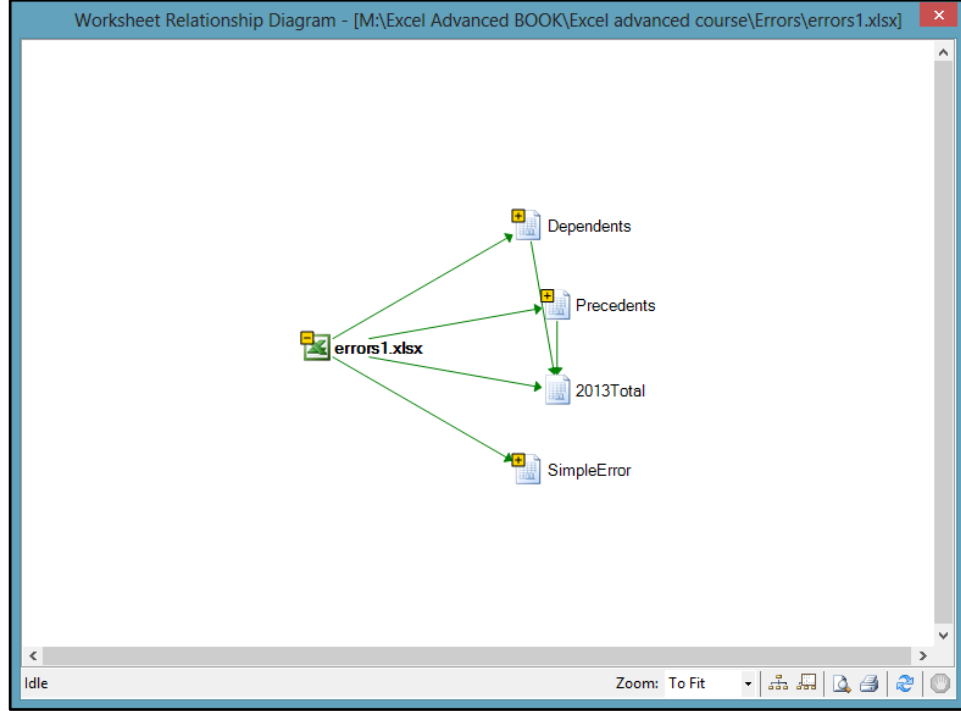 Worksheet Relationship Diagram - [M:\Excel Advanced BOOK\Excel advanced course\Errors\errors1.xlsx]
Dependents
Precedents
errors1.xlsx
2013Total
SimpleError
Idle
Zoom: To Fit